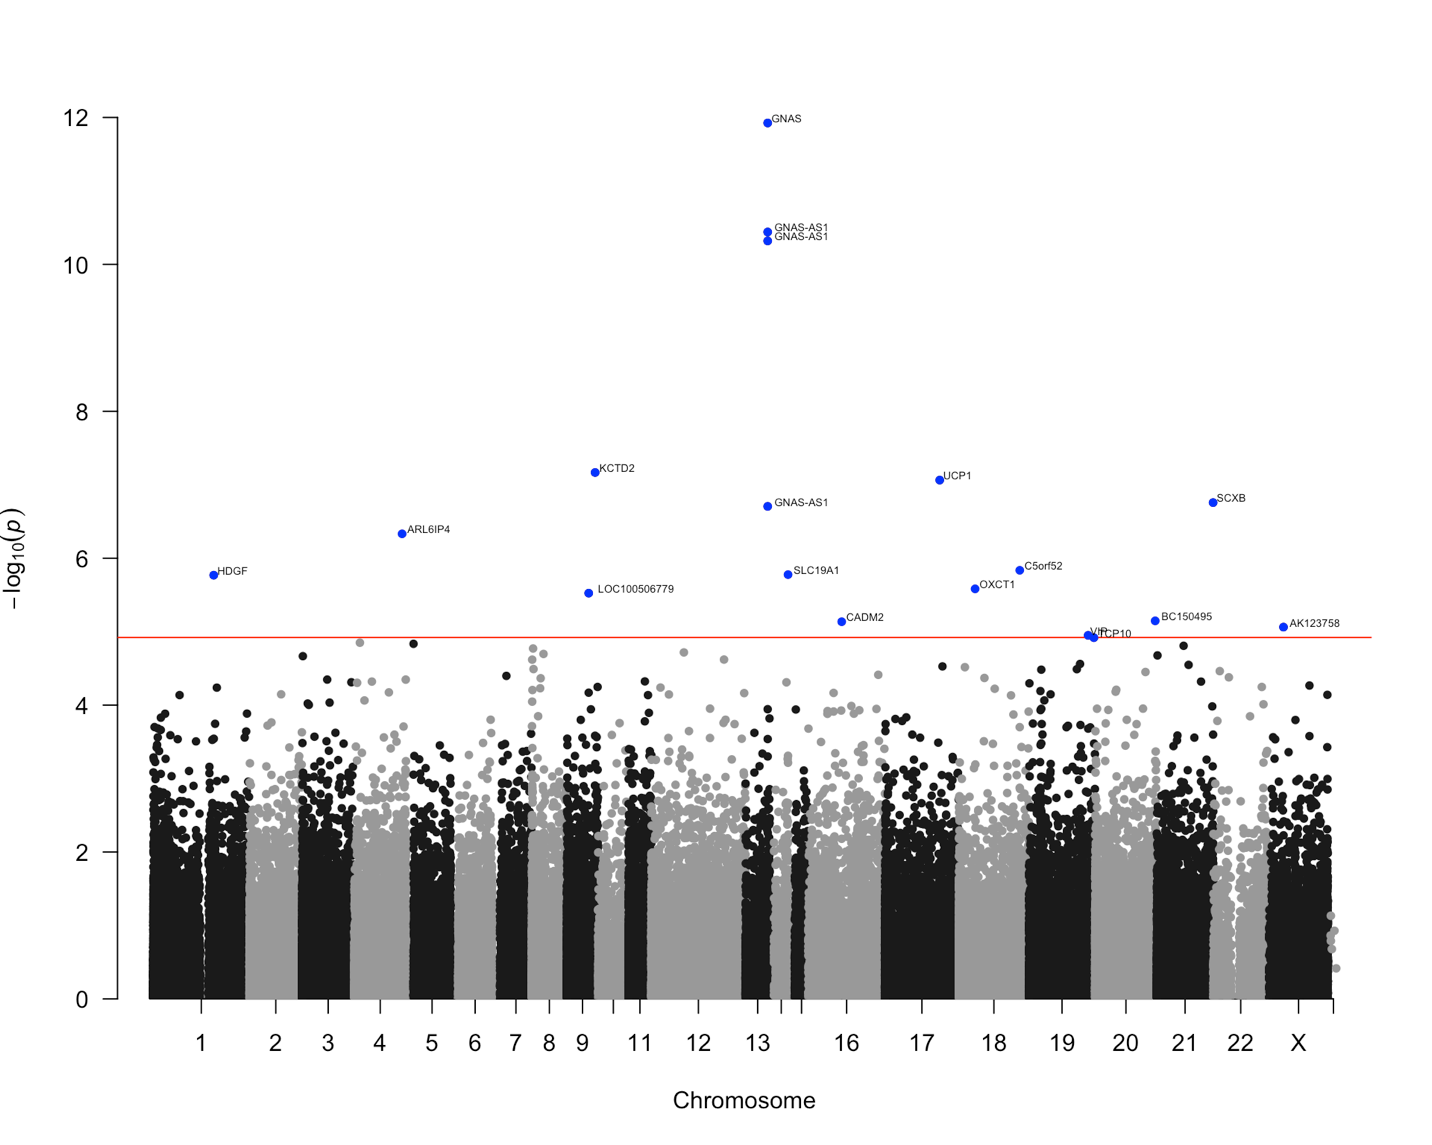 12
GNAS
GNAS-AS1
GNAS-AS1
10
8
KCTD2
UCP1
GNAS-AS1
SCXB
ARL6IP4
6
HDGF
SLC19A1
C5orf52
LOC100506779
OXCT1
CADM2
BC150495
AK123758
VIP
TCP10
4
2
0
−log10(p)
1 2 3 4 5 6 7 8 9 11 12 13 16 17 18 19 20 21 22 X
Chromosome